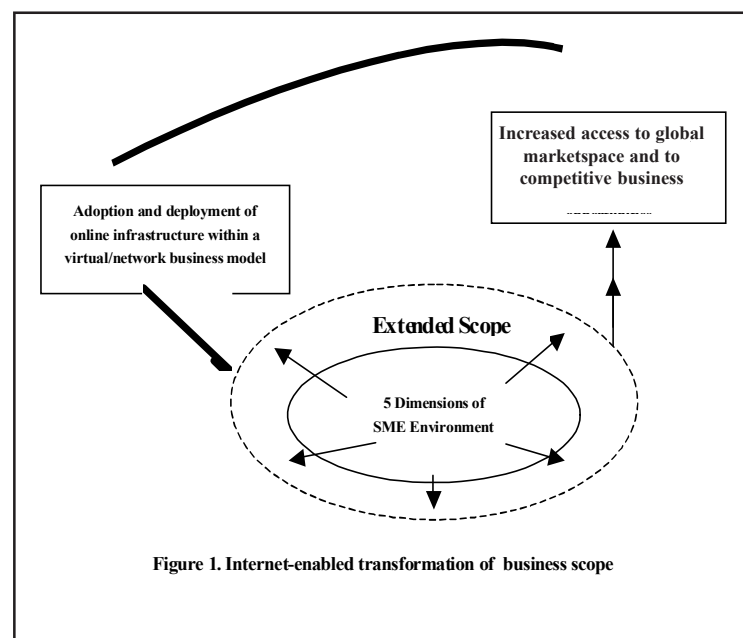 Increased access to global
marketspace and to
competitive business
Adoption and deployment of
online infrastructure within a
virtual/network business model
Extended Scope
5 Dimensions of
SME Environment
Figure 1. Internet-enabled transformation of business scope